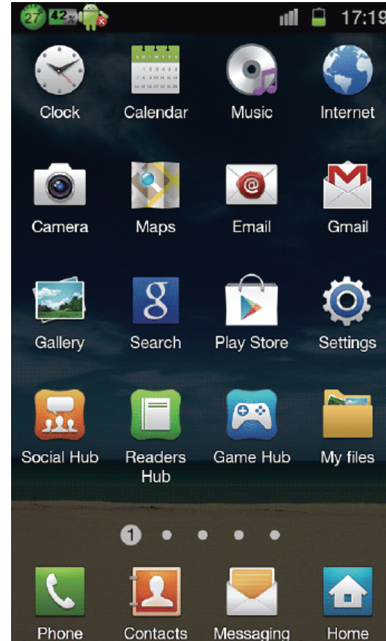 27 42% 17:19
Clock Calendar Music Internet
Camera Maps Email Gmail
Gallery Search Play Store Settings
Social Hub Readers Hub Game Hub My files
1
Phone Contacts Messaging Home